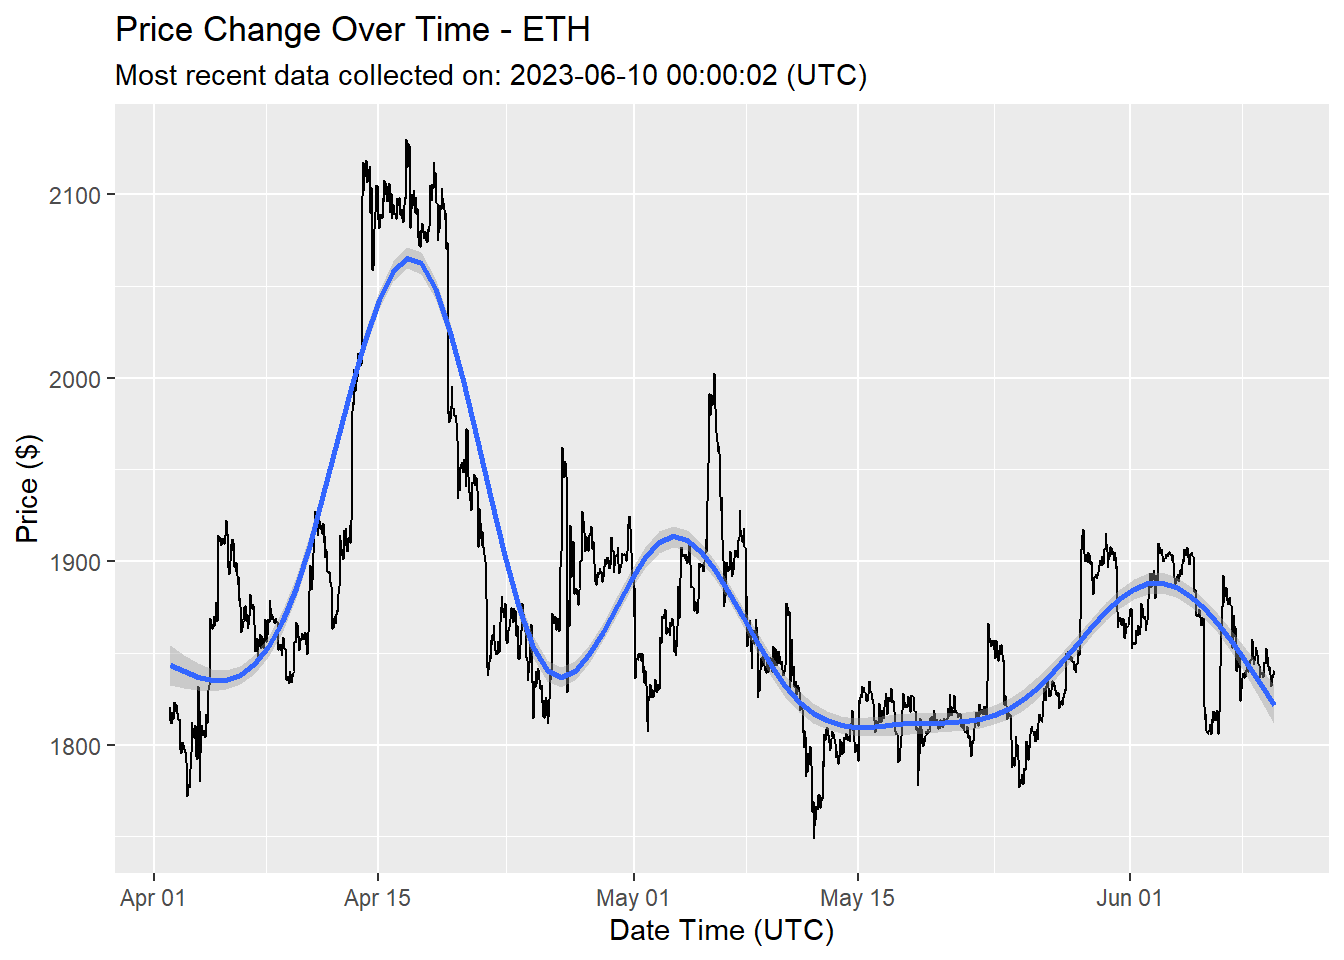 Price Change Over Time - ETH
Most recent data collected on: 2023-06-10 00:00:02 (UTC)
Price ($)
2100
2000
1900
1800
Apr 01
Apr 15
May 01
May 15
Jun 01
Date Time (UTC)